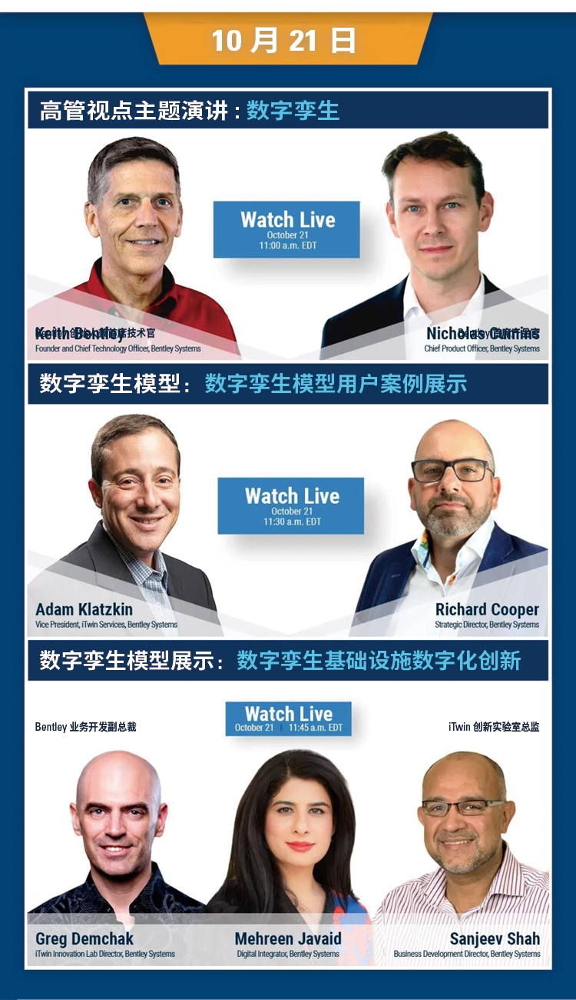 10 月 21 日
高管视点主题演讲 : 数字孪生
Watch Live
October 21
11:00 a.m. EDT
Keith Bentley
Founder and Chief Technology Officer, Bentley Systems
Nicholas Cumins
Chief Product Officer, Bentley Systems
数字孪生模型： 数字孪生模型用户案例展示
Watch Live
October 21
11:30 a.m. EDT
Adam Klatzkin
Vice President, iTwin Services, Bentley Systems
Richard Cooper
Strategic Director, Bentley Systems
数字孪生模型展示： 数字孪生基础设施数字化创新
Watch Live
October 21 | 11:45 a.m. EDT
Bentley 业务开发副总裁
iTwin 创新实验室总监
Greg Demchak
iTwin Innovation Lab Director, Bentley Systems
Mehreen Javaid
Digital Integrator, Bentley Systems
Sanjeev Shah
Business Development Director, Bentley Systems